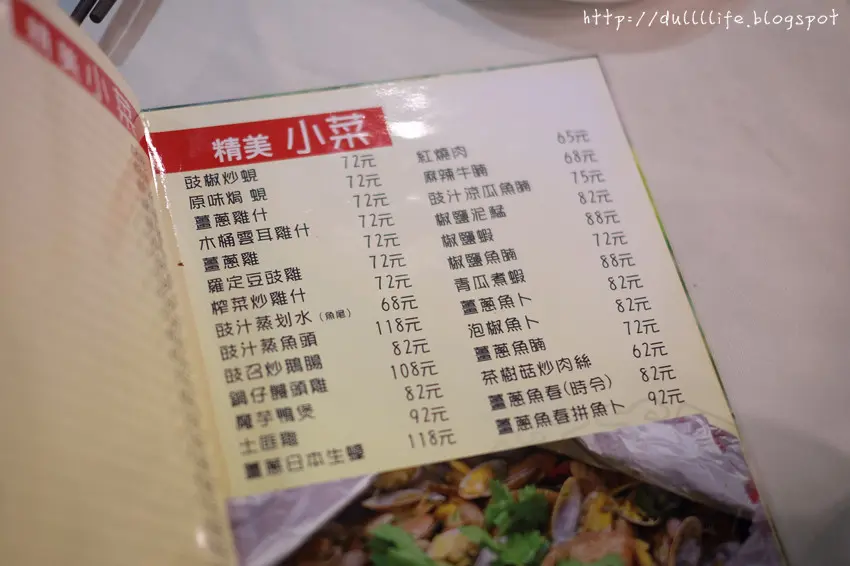 http://dullllife.blogspot
精美小菜
精美 小菜
豉椒炒蜆 72元
原味焗 蜆 72元
薑蔥雞什 72元
木桶雲耳雞什 72元
薑蔥雞 72元
羅定豆豉雞 72元
榨菜炒雞什 72元
豉汁蒸划水(魚尾) 68元
豉汁蒸魚頭 118元
豉召炒鵝腸 82元
鍋仔饅頭雞 108元
魔芋鴨煲 82元
土匪雞 92元
薑蔥日本生蠔 118元
紅燒肉 65元
麻辣牛腩 68元
豉汁涼瓜魚腩 75元
椒鹽泥鯭 82元
椒鹽蝦 88元
椒鹽魚腩 72元
青瓜煮蝦 88元
薑蔥魚卜 82元
泡椒魚卜 82元
薑蔥魚腩 72元
茶樹菇炒肉絲 62元
薑蔥魚春(時令) 82元
薑蔥魚春拼魚卜 92元